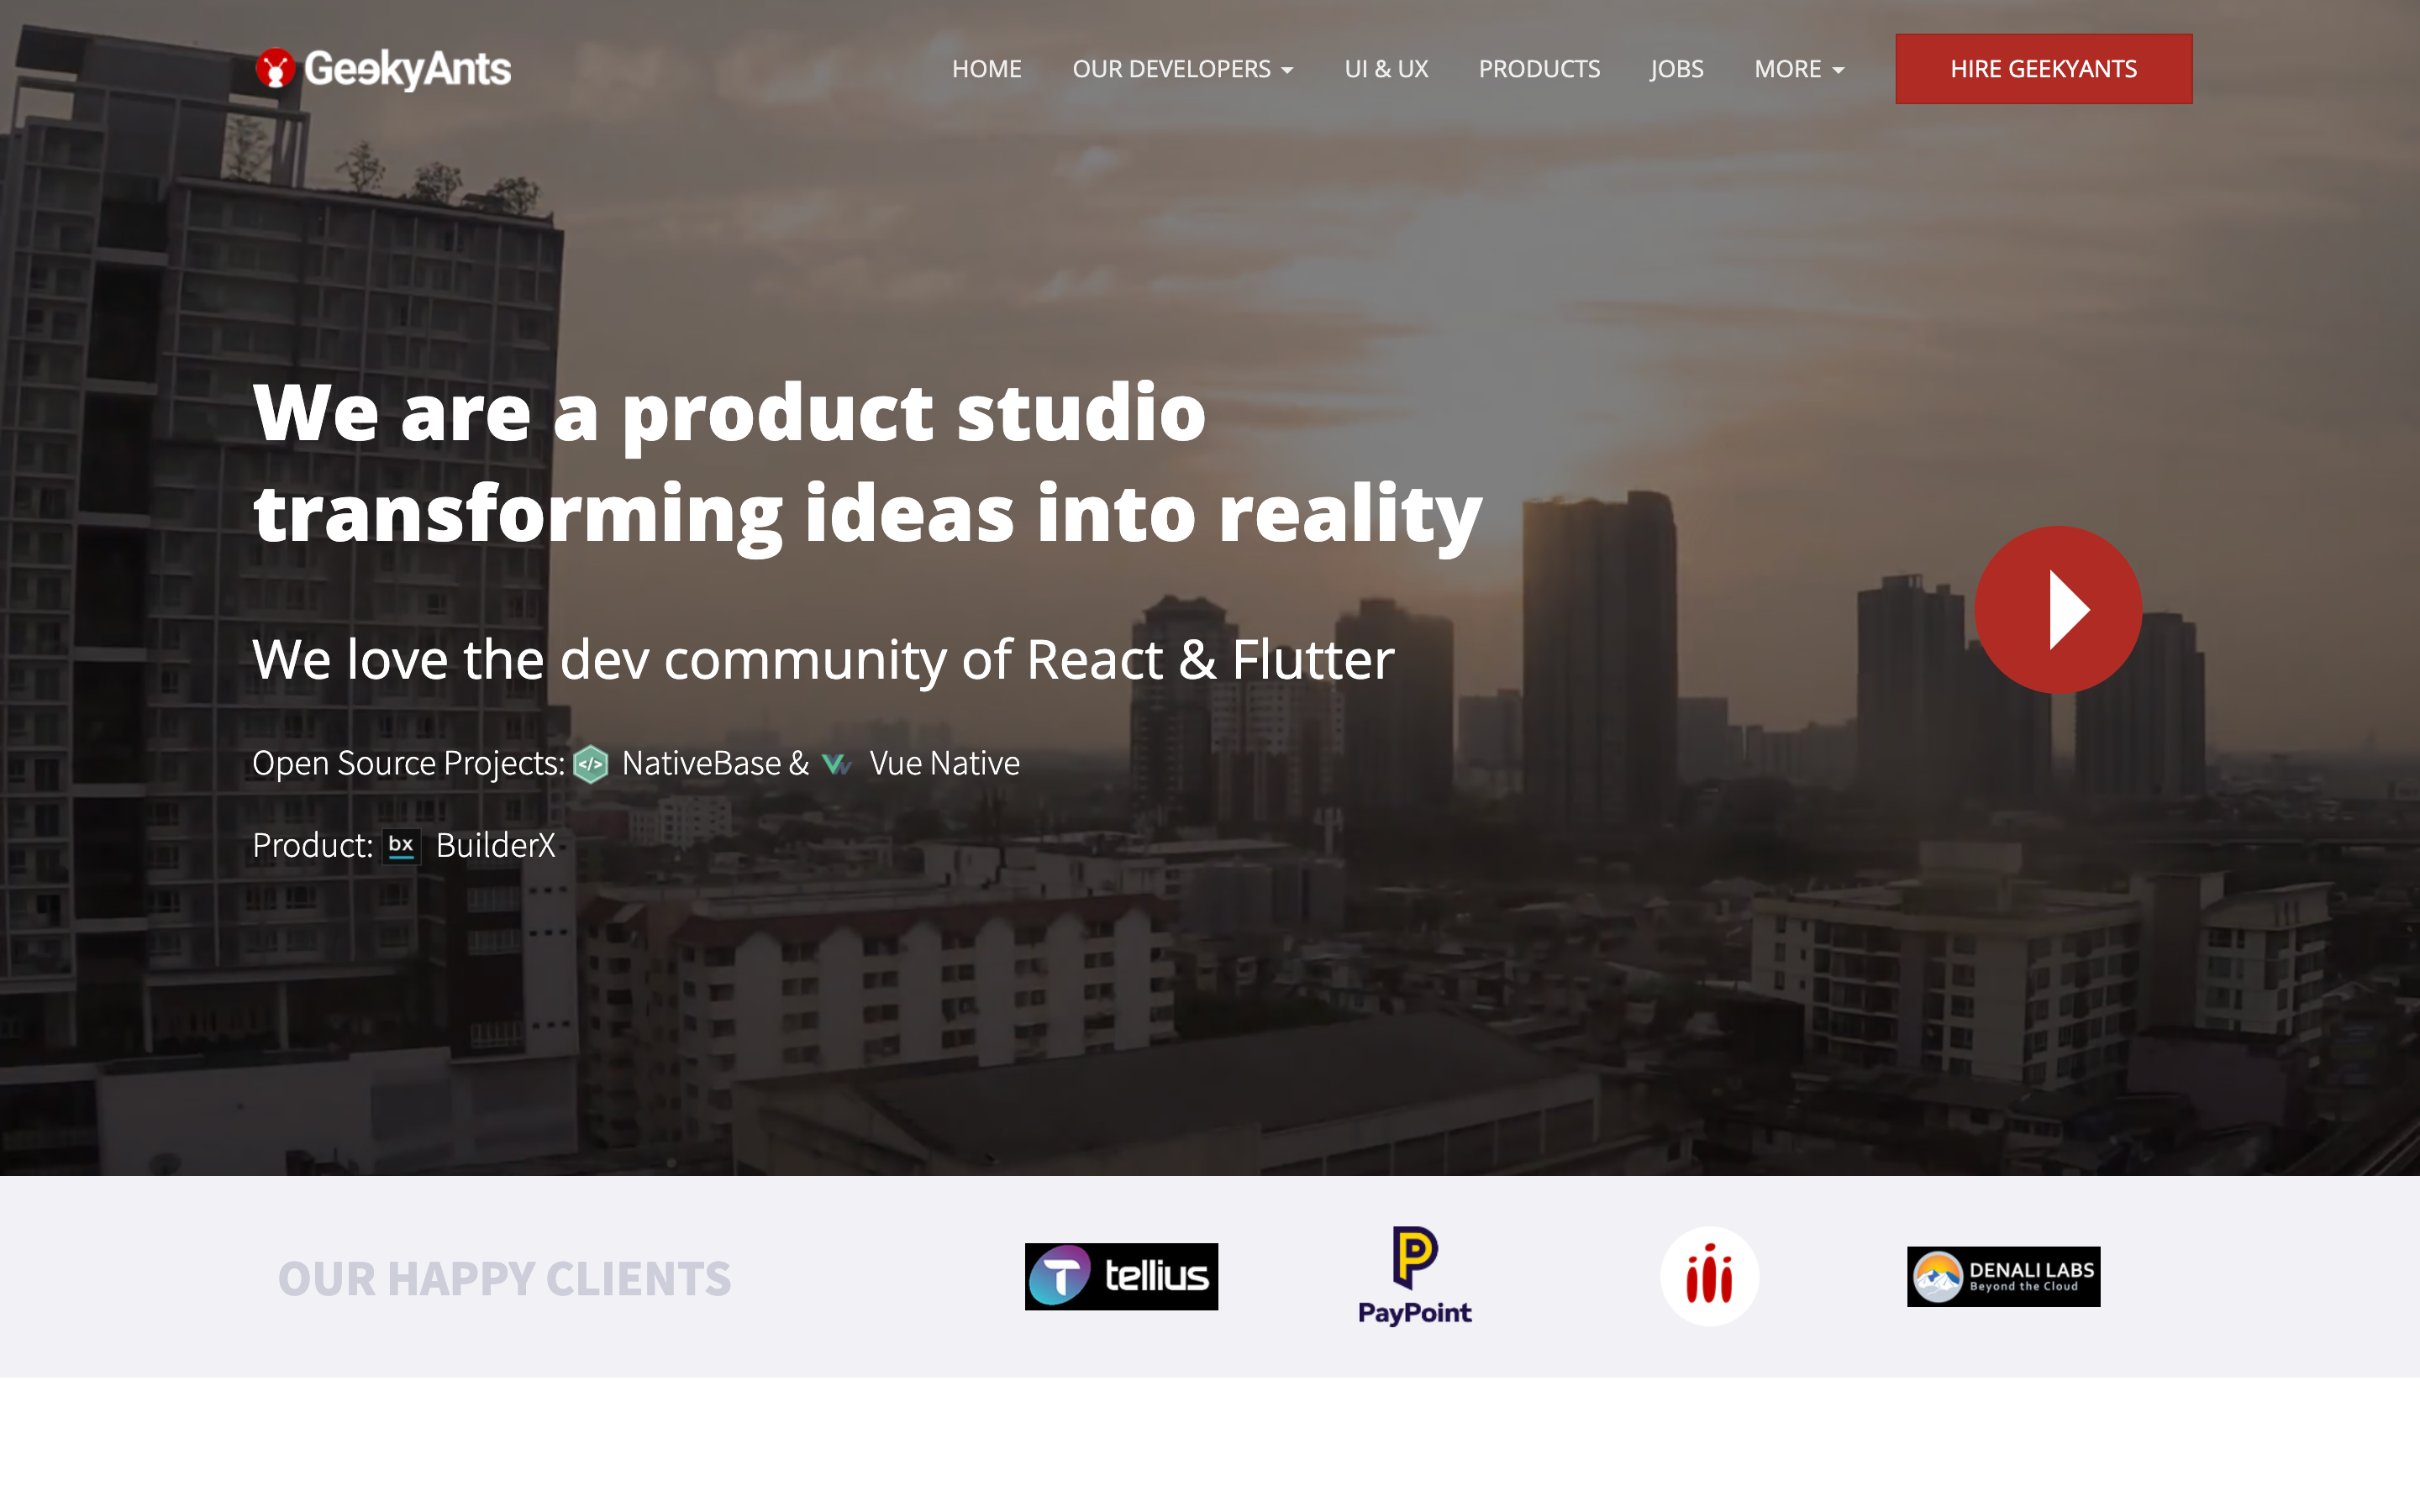 GeekyAnts
HOME OUR DEVELOPERS UI & UX PRODUCTS JOBS MORE HIRE GEEKYANTS
We are a product studio
transforming ideas into reality
We love the dev community of React & Flutter
Open Source Projects: </> NativeBase & Vue Native
Product: bx BuilderX
OUR HAPPY CLIENTS
T tellius
P
PayPoint
DENALI LABS
Beyond the Cloud